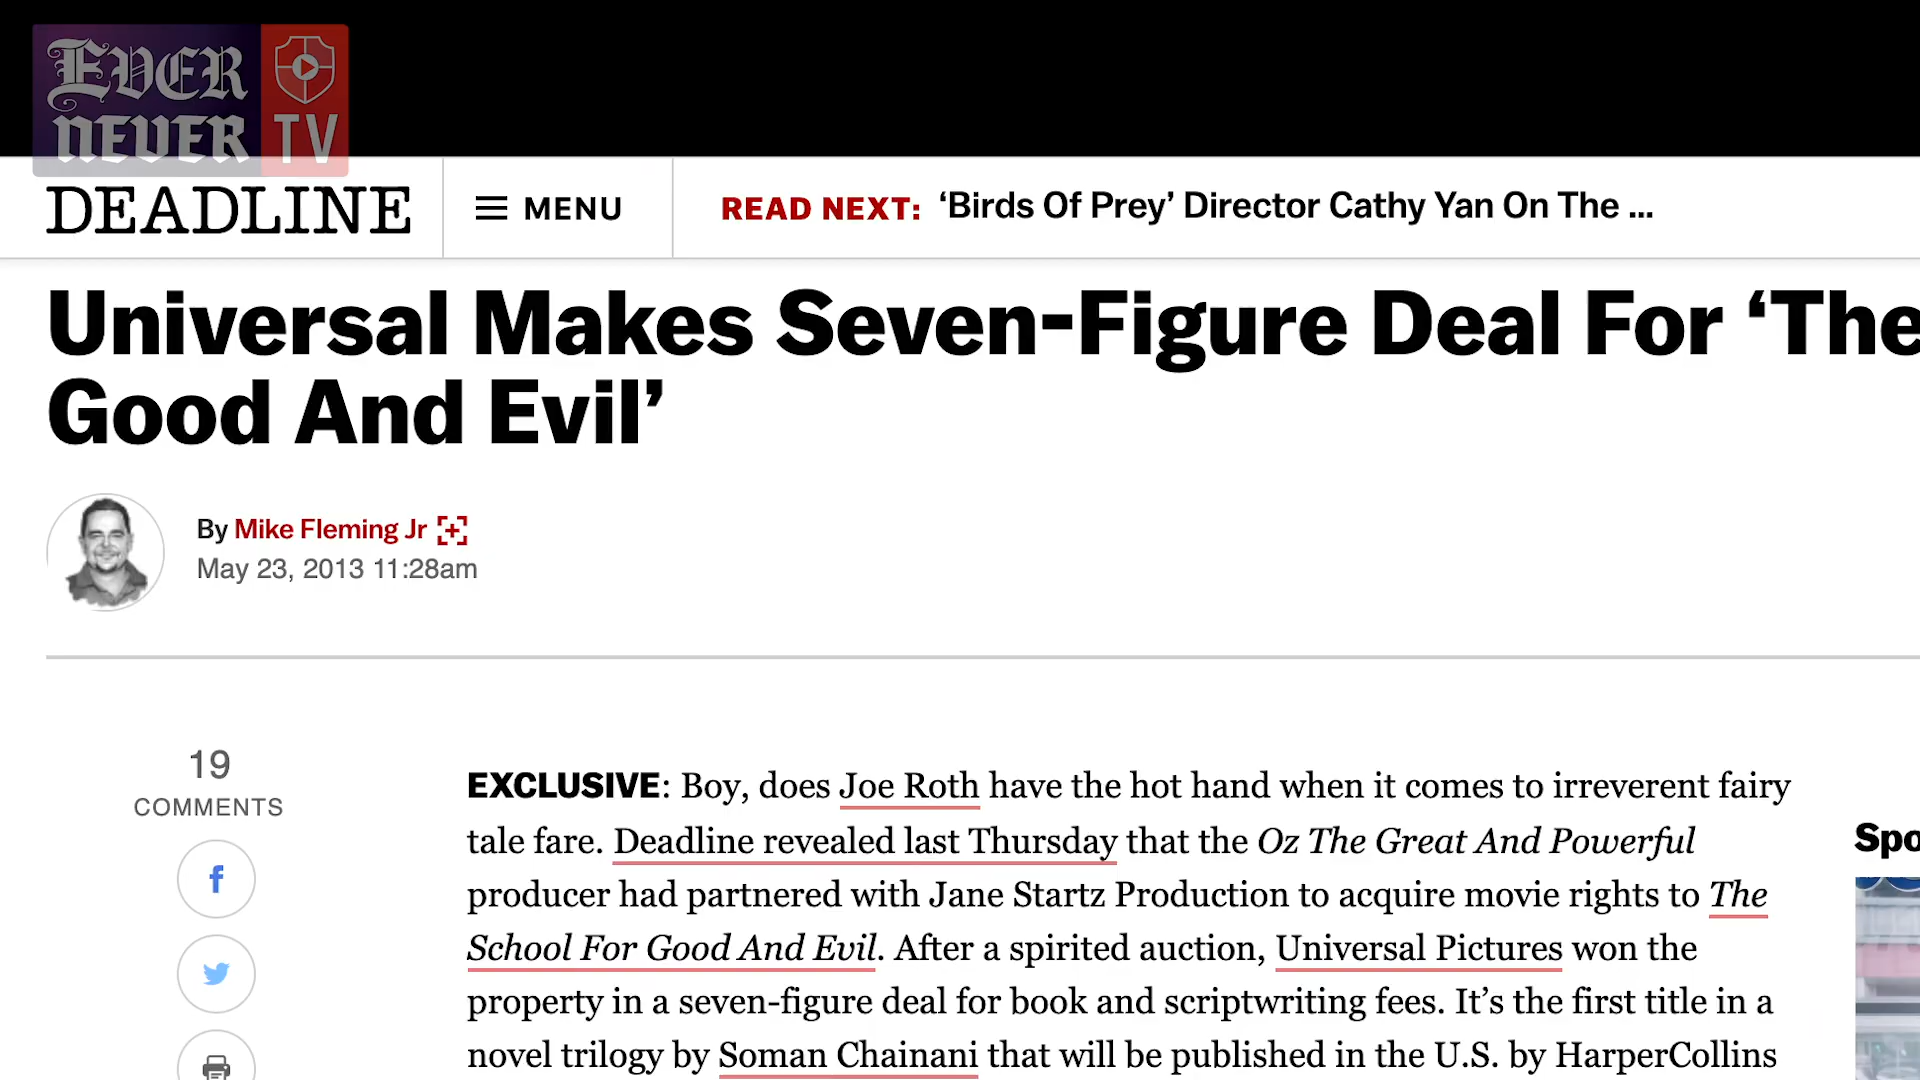 EVER
NEVER TV
DEADLINE
MENU
READ NEXT: ‘Birds Of Prey’ Director Cathy Yan On The ...
Universal Makes Seven-Figure Deal For ‘The
Good And Evil’
By Mike Fleming Jr
May 23, 2013 11:28am
19
COMMENTS
EXCLUSIVE: Boy, does Joe Roth have the hot hand when it comes to irreverent fairy
tale fare. Deadline revealed last Thursday that the Oz The Great And Powerful
producer had partnered with Jane Startz Production to acquire movie rights to The
School For Good And Evil. After a spirited auction, Universal Pictures won the
property in a seven-figure deal for book and scriptwriting fees. It’s the first title in a
novel trilogy by Soman Chainani that will be published in the U.S. by HarperCollins
Spo